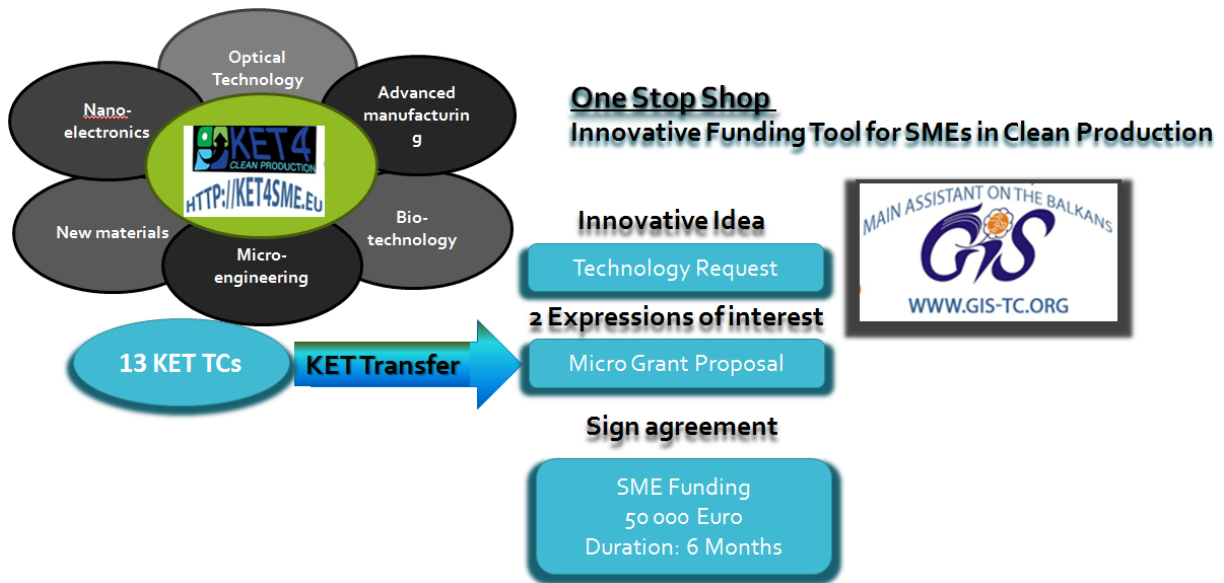 Optical
Technology
Nano-
electronics
Advanced
manufacturin
g
KET4
CLEAN PRODUCTION
HTTP://KET4SME.EU
New materials
Bio-
technology
Micro-
engineering
13 KET TCs
KET Transfer
One Stop Shop
Innovative Funding Tool for SMEs in Clean Production
Innovative Idea
Technology Request
2 Expressions of interest
Micro Grant Proposal
Sign agreement
SME Funding
50 000 Euro
Duration: 6 Months
MAIN ASSISTANT ON THE BALKANS
GiS
WWW.GIS-TC.ORG